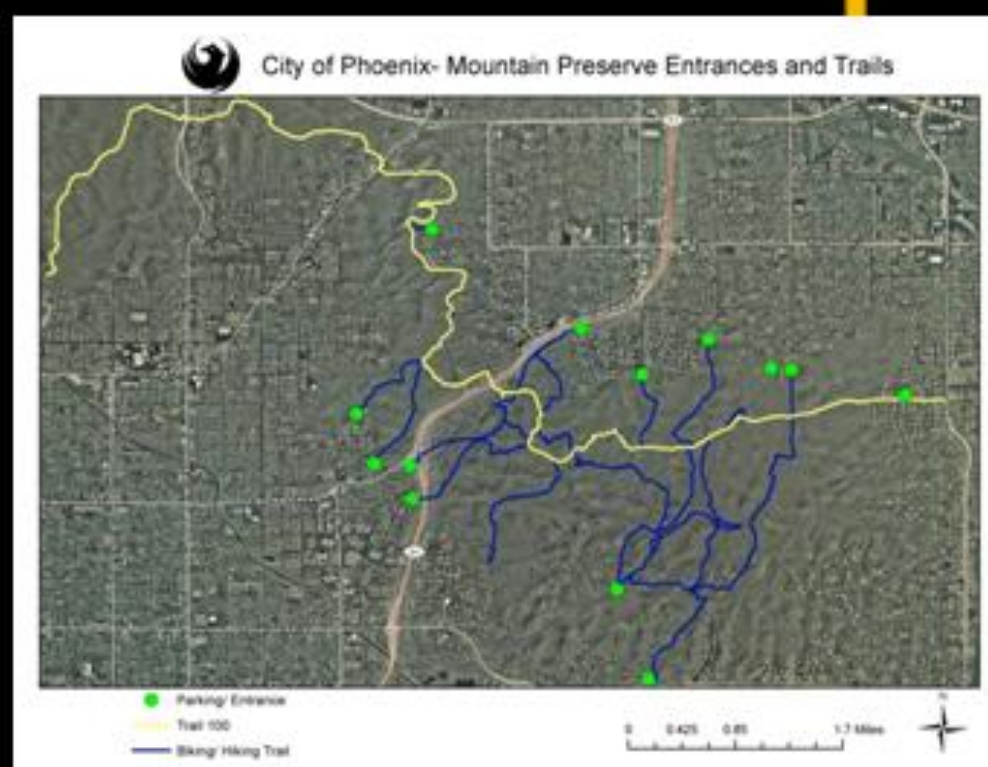 City of Phoenix- Mountain Preserve Entrances and Trails
Parking/ Entrance
Trail 100
Biking/ Hiking Trail
0 0.425 0.85 1.7 Miles
N